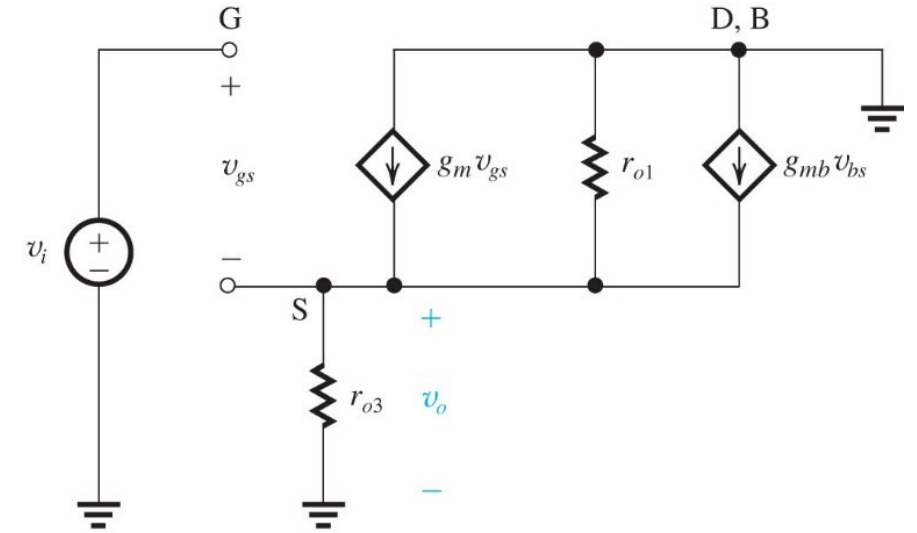 G
D, B
+
v_gs
−
g_m v_gs
r_o1
g_mb v_bs
v_i
+
−
S
+
r_o3
v_o
−